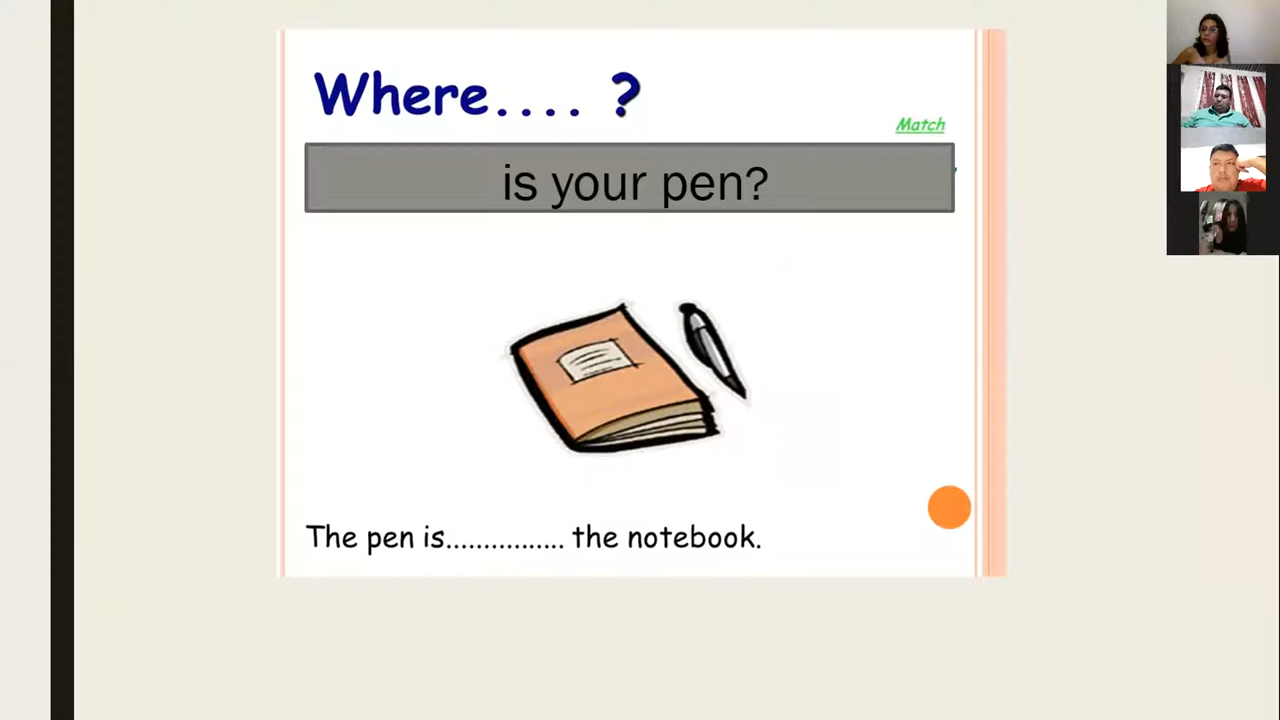 Where.... ?
Match
is your pen?
The pen is................ the notebook.